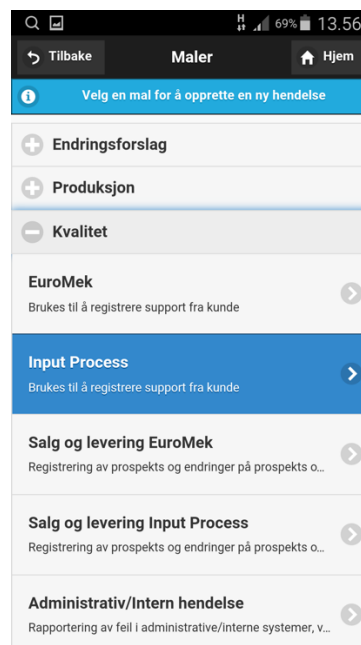 H 69% 13.56
Tilbake Maler Hjem
Velg en mal for å opprette en ny hendelse
Endringsforslag
Produksjon
Kvalitet
EuroMek
Brukes til å registrere support fra kunde
Input Process
Brukes til å registrere support fra kunde
Salg og levering EuroMek
Registrering av prospekts og endringer på prospekts o...
Salg og levering Input Process
Registrering av prospekts og endringer på prospekts o...
Administrativ/Intern hendelse
Rapportering av feil i administrative/interne systemer, v...